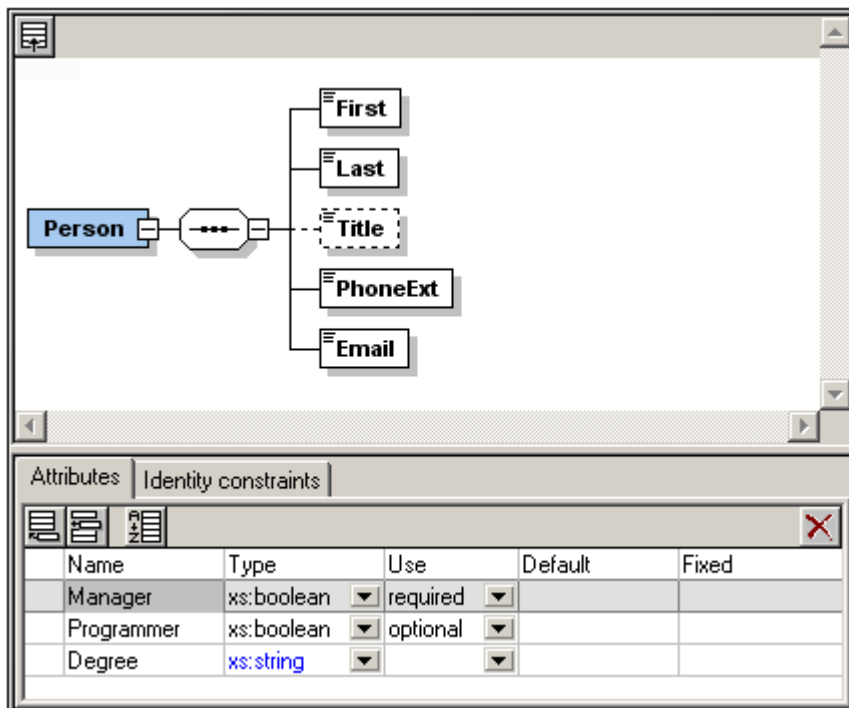 First
Last
Person
Title
PhoneExt
Email
Attributes Identity constraints
A
Z
Name Type Use Default Fixed
Manager xs:boolean required
Programmer xs:boolean optional
Degree xs:string